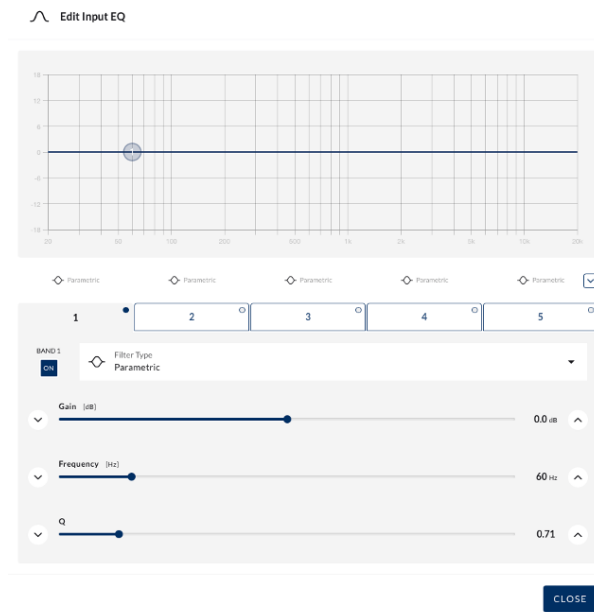 Edit Input EQ
18
12
6
0
-6
-12
-18
1
20 50 100 200 500 1k 2k 5k 10k 20k
Parametric Parametric Parametric Parametric Parametric
1 2 3 4 5
BAND 1
ON
Filter Type
Parametric
Gain (dB)
0.0 dB
Frequency (Hz)
60 Hz
Q
0.71
CLOSE